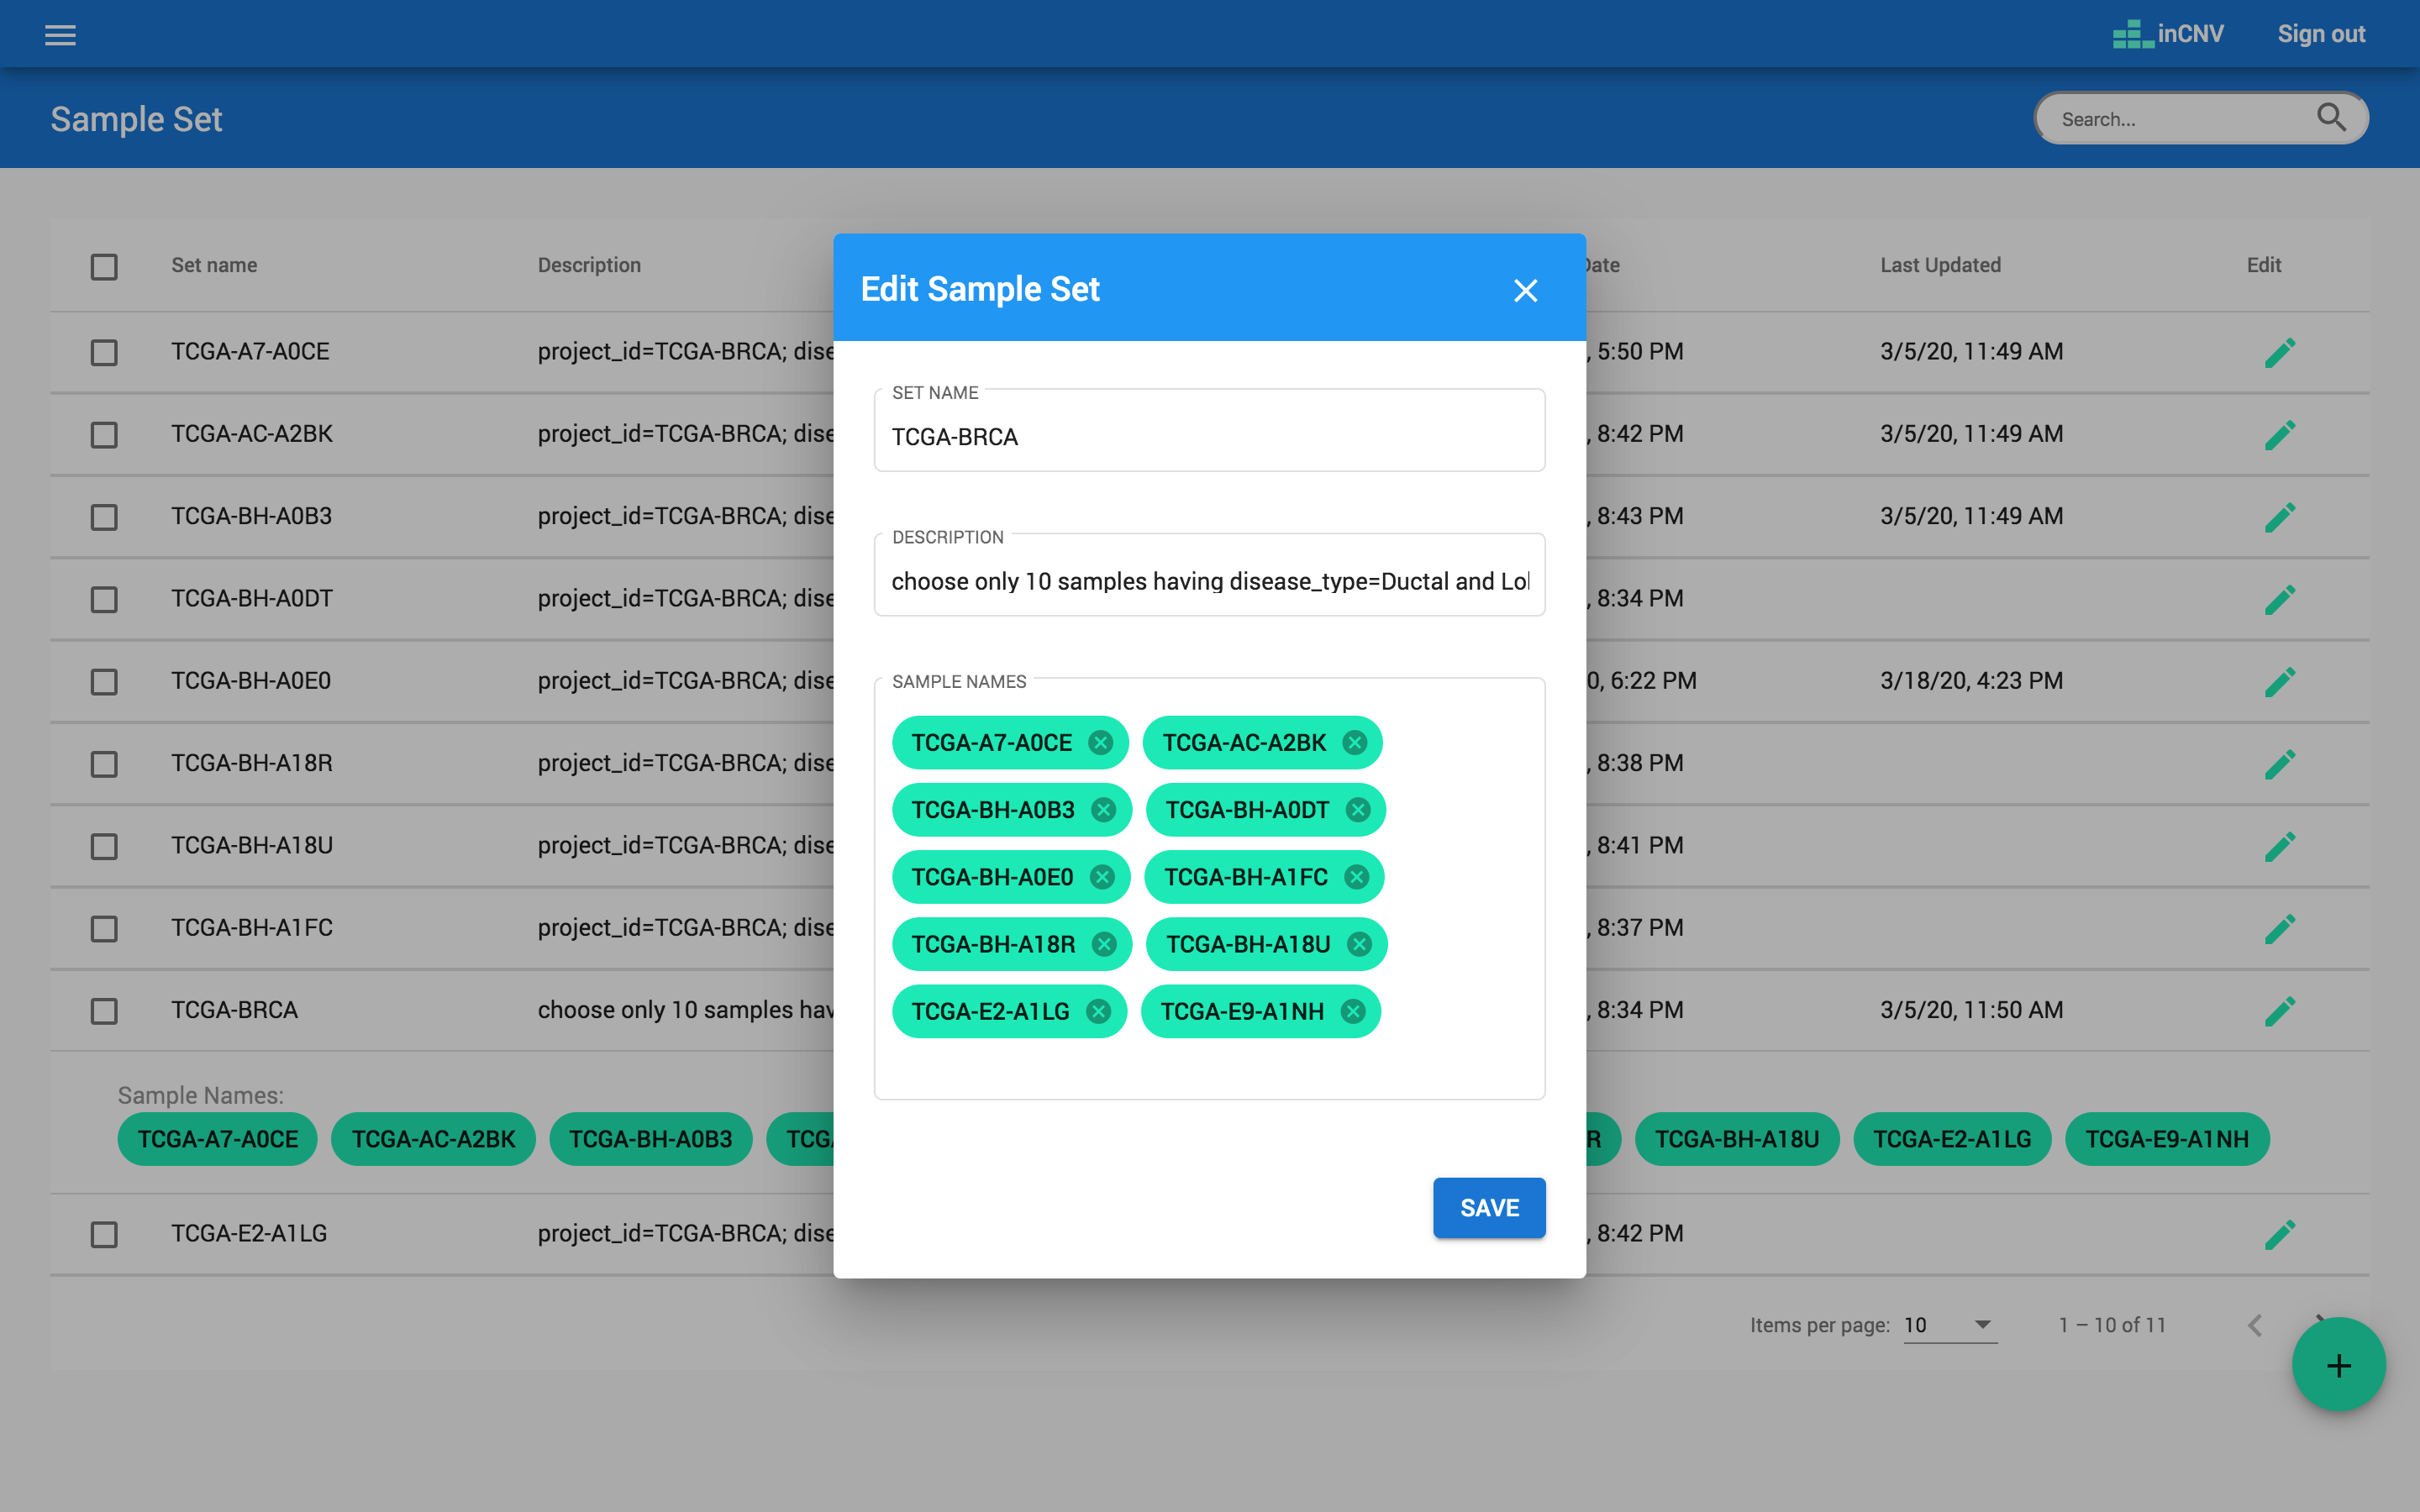 inCNV Sign out
Sample Set
Search...
Set name Description Date Last Updated Edit
TCGA-A7-A0CE project_id=TCGA-BRCA; dise , 5:50 PM 3/5/20, 11:49 AM
TCGA-AC-A2BK project_id=TCGA-BRCA; dise , 8:42 PM 3/5/20, 11:49 AM
TCGA-BH-A0B3 project_id=TCGA-BRCA; dise , 8:43 PM 3/5/20, 11:49 AM
TCGA-BH-A0DT project_id=TCGA-BRCA; dise , 8:34 PM
TCGA-BH-A0E0 project_id=TCGA-BRCA; dise 0, 6:22 PM 3/18/20, 4:23 PM
TCGA-BH-A18R project_id=TCGA-BRCA; dise , 8:38 PM
TCGA-BH-A18U project_id=TCGA-BRCA; dise , 8:41 PM
TCGA-BH-A1FC project_id=TCGA-BRCA; dise , 8:37 PM
TCGA-BRCA choose only 10 samples hav , 8:34 PM 3/5/20, 11:50 AM
Sample Names:
TCGA-A7-A0CE TCGA-AC-A2BK TCGA-BH-A0B3 TCGA R TCGA-BH-A18U TCGA-E2-A1LG TCGA-E9-A1NH
TCGA-E2-A1LG project_id=TCGA-BRCA; dise , 8:42 PM
Items per page: 10 1 – 10 of 11
Edit Sample Set
SET NAME
TCGA-BRCA
DESCRIPTION
choose only 10 samples having disease_type=Ductal and Lo
SAMPLE NAMES
TCGA-A7-A0CE TCGA-AC-A2BK
TCGA-BH-A0B3 TCGA-BH-A0DT
TCGA-BH-A0E0 TCGA-BH-A1FC
TCGA-BH-A18R TCGA-BH-A18U
TCGA-E2-A1LG TCGA-E9-A1NH
SAVE